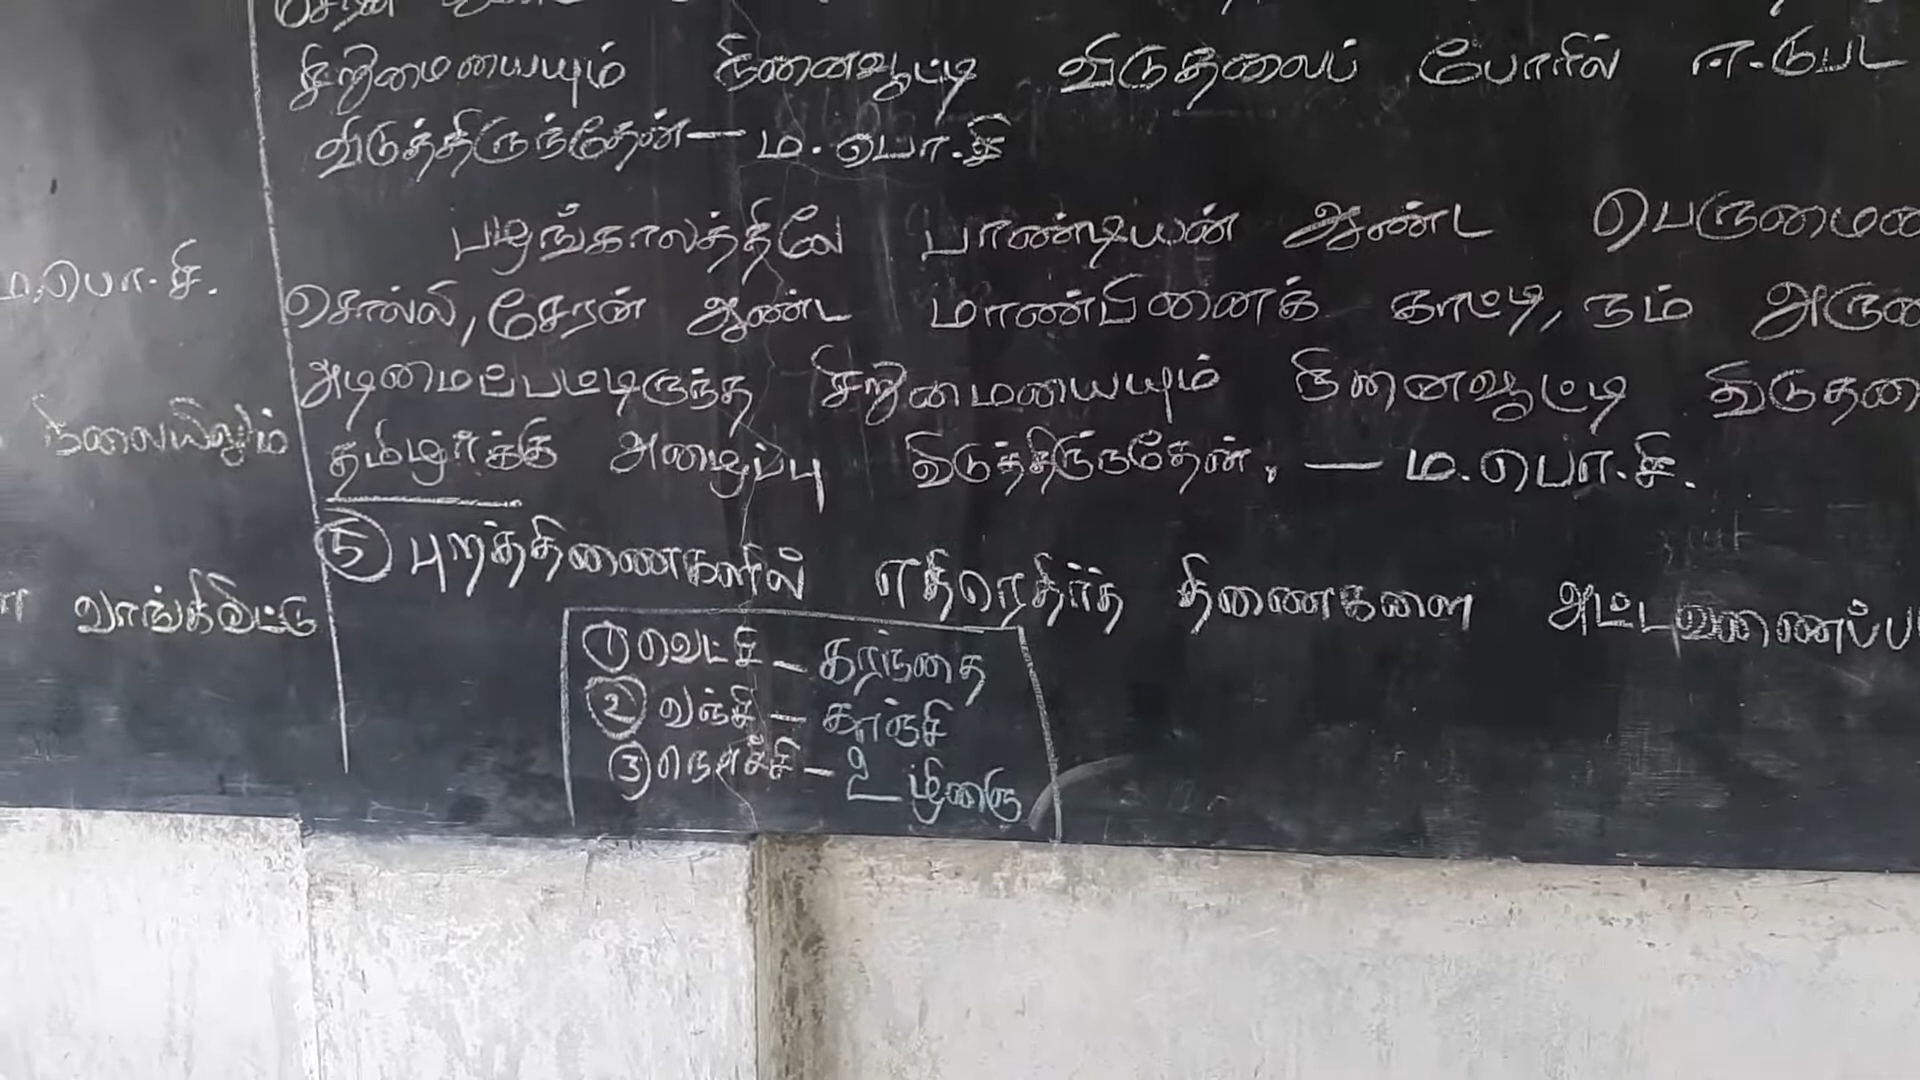 சிறுமையையும் நினைவூட்டி விடுதலைப் போரில் ஈடுபட
விடுத்திருந்தேன் — ம.பொ.சி
பழங்காலத்திலே பாண்டியன் ஆண்ட பெருமை
ம.பொ.சி.
சொல்லி, சேரன் ஆண்ட மாண்பினைக் காட்டி, நம் அரு
அடிமைப்பட்டிருந்த சிறுமையையும் நினைவூட்டி விடுத
நிலையிலும்
தமிழர்க்கு அழைப்பு விடுத்திருந்தேன். — ம.பொ.சி.
⑤ புறத்திணைகளில் எதிரெதிர்த் திணைகளை அட்டவணைப்ப
வாங்கிவிட்டு
① வெட்சி – கரந்தை
② வஞ்சி – காஞ்சி
③ நொச்சி – உழிஞை